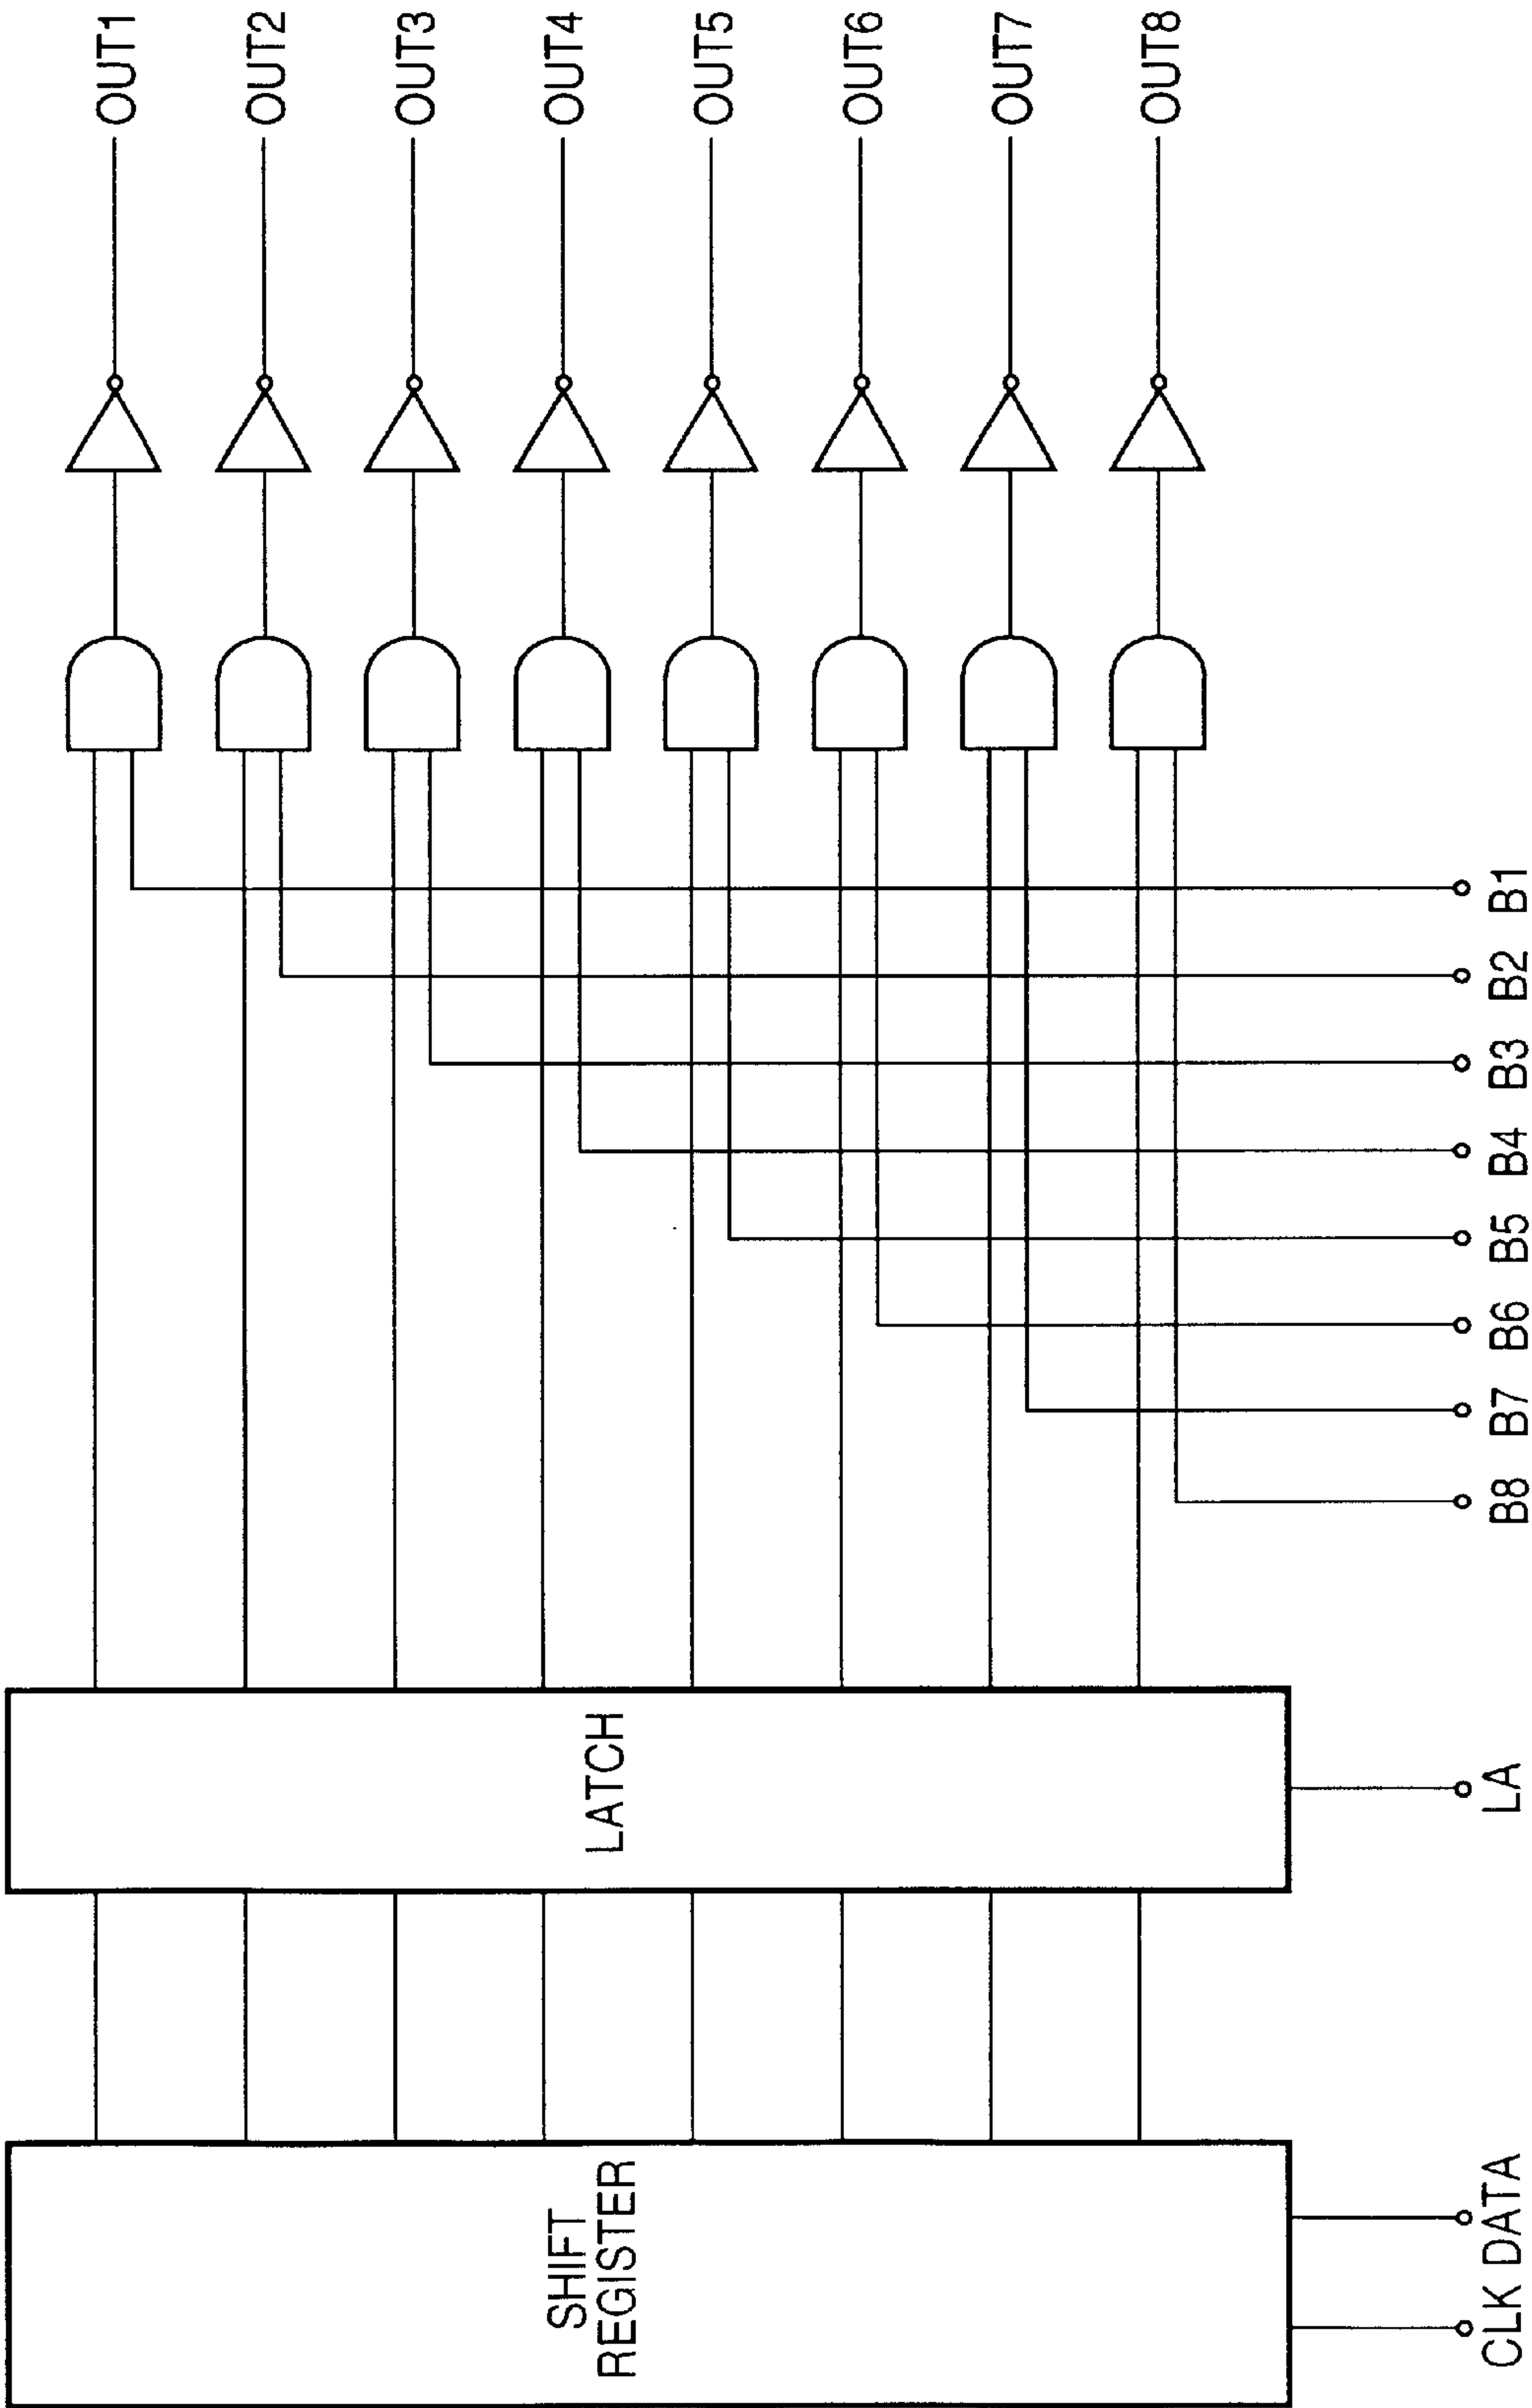 SHIFT
REGISTER
LATCH
CLK
DATA
LA
B8
B7
B6
B5
B4
B3
B2
B1
OUT1
OUT2
OUT3
OUT4
OUT5
OUT6
OUT7
OUT8